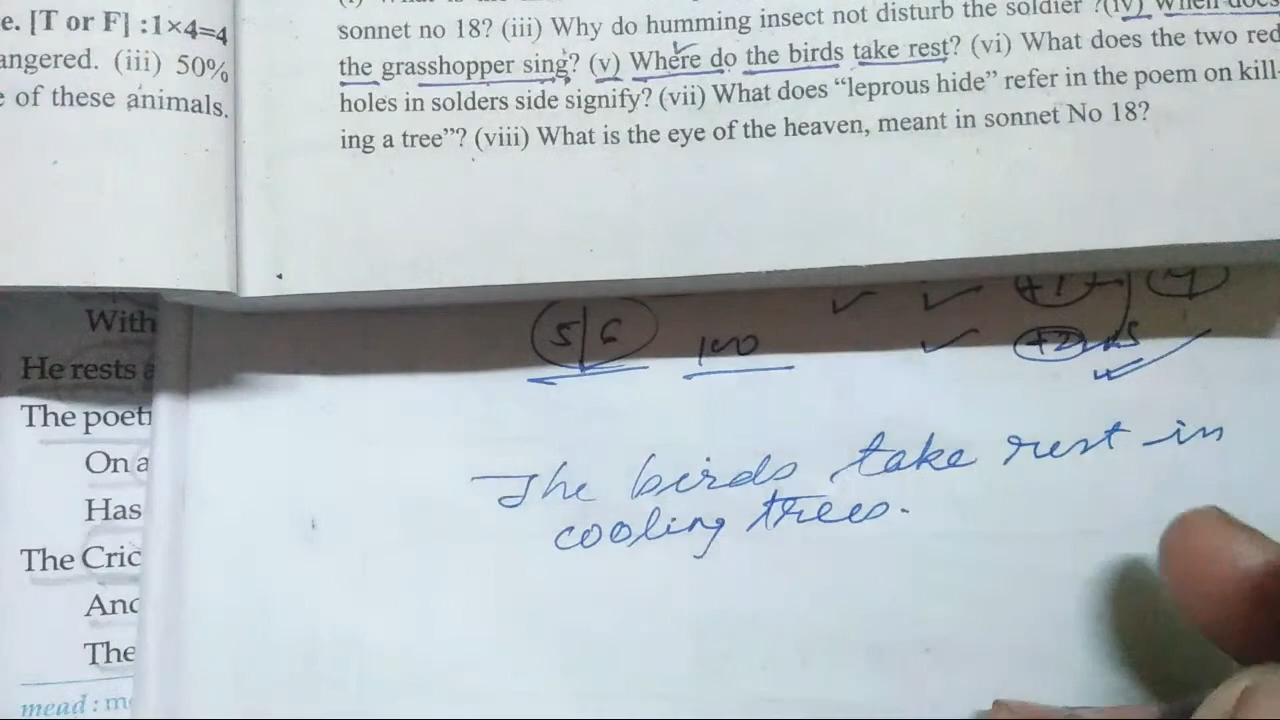 e. [T or F] : 1×4=4
angered. (iii) 50%
e of these animals.
sonnet no 18? (iii) Why do humming insect not disturb the soldier ?(iv) When does
the grasshopper sing? (v) Where do the birds take rest? (vi) What does the two red
holes in solders side signify? (vii) What does “leprous hide” refer in the poem on kill-
ing a tree”? (viii) What is the eye of the heaven, meant in sonnet No 18?
5/6 100
With
He rests a
The poet
On a
Has
The Cric
And
The
mead : m
The birds take rest in
cooling trees.